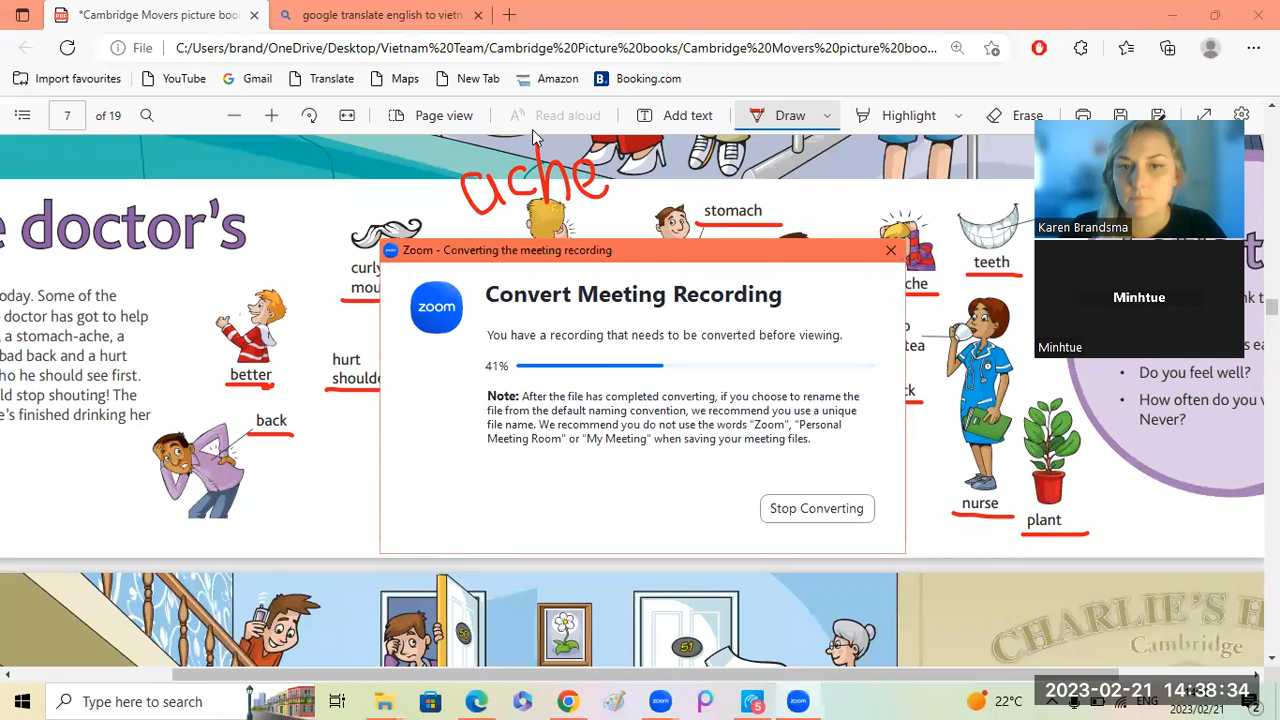 *Cambridge Movers picture boo
google translate english to vietn
File
C:/Users/brand/OneDrive/Desktop/Vietnam%20Team/Cambridge%20Picture%20books/Cambridge%20Movers%20picture%20boo...
Import favourites YouTube Gmail Translate Maps New Tab Amazon Booking.com
7 of 19 Page view Read aloud Add text Draw Highlight Erase
ache
e doctor's
stomach
teeth
curly
mou
che
oday. Some of the
doctor has got to help
, a stomach-ache, a
bad back and a hurt
ho he should see first.
ld stop shouting! The
e's finished drinking her
better
hurt
shoulde
back
tea
nurse
plant
Do you feel well?
How often do you
Never?
Zoom - Converting the meeting recording
zoom
Convert Meeting Recording
You have a recording that needs to be converted before viewing.
41%
Note: After the file has completed converting, if you choose to rename the
file from the default naming convention, we recommend you use a unique
file name. We recommend you do not use the words "Zoom", "Personal
Meeting Room" or "My Meeting" when saving your meeting files.
Stop Converting
Karen Brandsma
Minhtue
Minhtue
50
51
CHARLIE'S H
Cambridge
Type here to search
22°C
ENG
2023-02-21 14:38:34
2023/02/21